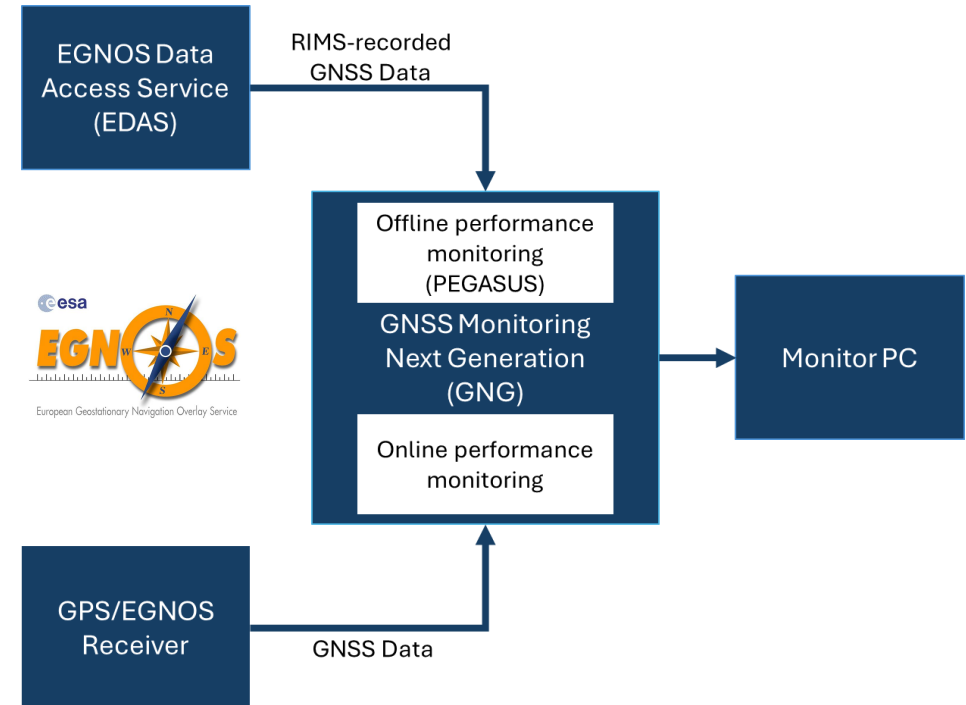 EGNOS Data
Access Service
(EDAS)
RIMS-recorded
GNSS Data
Offline performance
monitoring
(PEGASUS)
GNSS Monitoring
Next Generation
(GNG)
Online performance
monitoring
Monitor PC
esa
EGNOS
N
W
E
S
European Geostationary Navigation Overlay Service
GPS/EGNOS
Receiver
GNSS Data